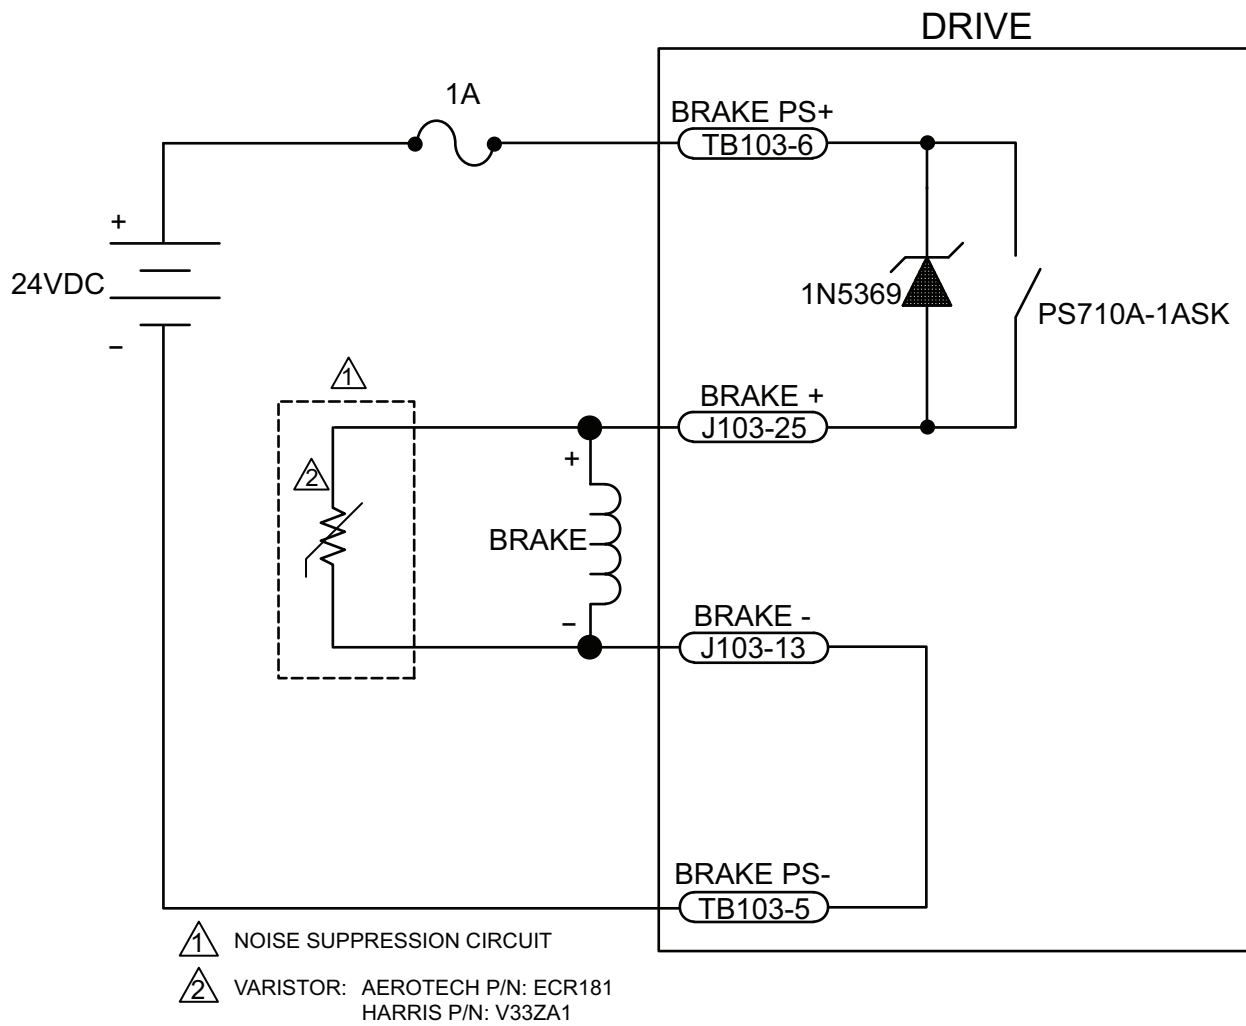 DRIVE
1A
BRAKE PS+
TB103-6
+
24VDC
−
1N5369
PS710A-1ASK
1
BRAKE +
J103-25
+
2
BRAKE
−
BRAKE -
J103-13
BRAKE PS-
TB103-5
1 NOISE SUPPRESSION CIRCUIT
2 VARISTOR: AEROTECH P/N: ECR181
HARRIS P/N: V33ZA1